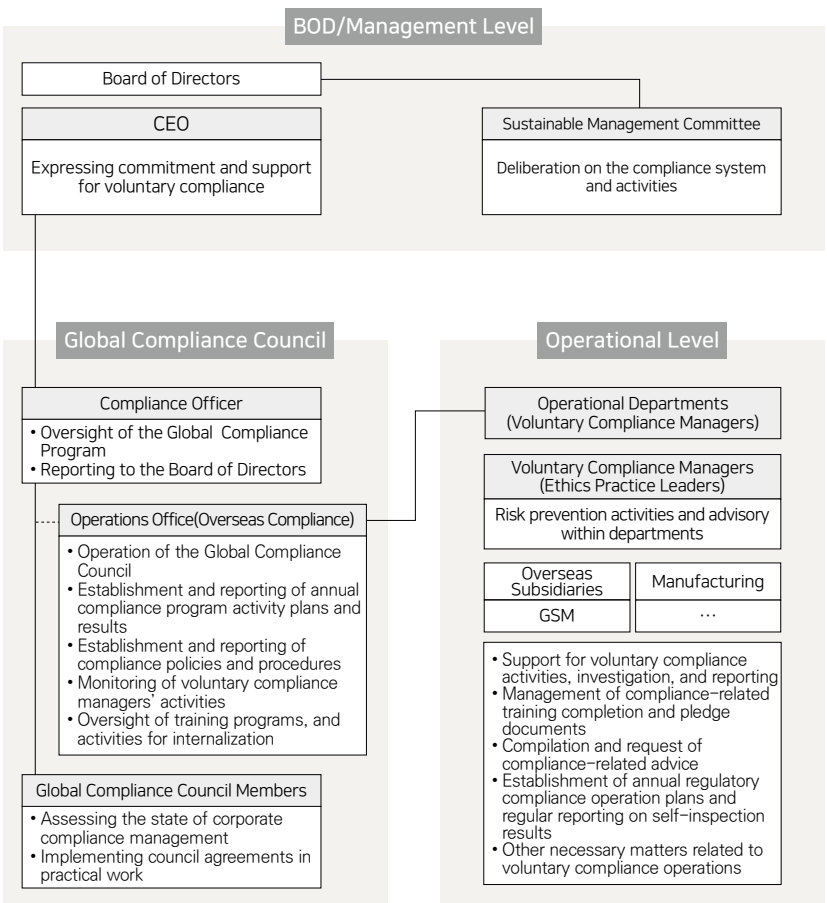 BOD/Management Level
Board of Directors
CEO
Expressing commitment and support
for voluntary compliance
Sustainable Management Committee
Deliberation on the compliance system
and activities
Global Compliance Council
Compliance Officer
• Oversight of the Global Compliance
Program
• Reporting to the Board of Directors
Operations Office(Overseas Compliance)
• Operation of the Global Compliance
Council
• Establishment and reporting of annual
compliance program activity plans and
results
• Establishment and reporting of
compliance policies and procedures
• Monitoring of voluntary compliance
managers' activities
• Oversight of training programs, and
activities for internalization
Global Compliance Council Members
• Assessing the state of corporate
compliance management
• Implementing council agreements in
practical work
Operational Level
Operational Departments
(Voluntary Compliance Managers)
Voluntary Compliance Managers
(Ethics Practice Leaders)
Risk prevention activities and advisory
within departments
Overseas
Subsidiaries
Manufacturing
GSM
…
• Support for voluntary compliance
activities, investigation, and reporting
• Management of compliance-related
training completion and pledge
documents
• Compilation and request of
compliance-related advice
• Establishment of annual regulatory
compliance operation plans and
regular reporting on self-inspection
results
• Other necessary matters related to
voluntary compliance operations